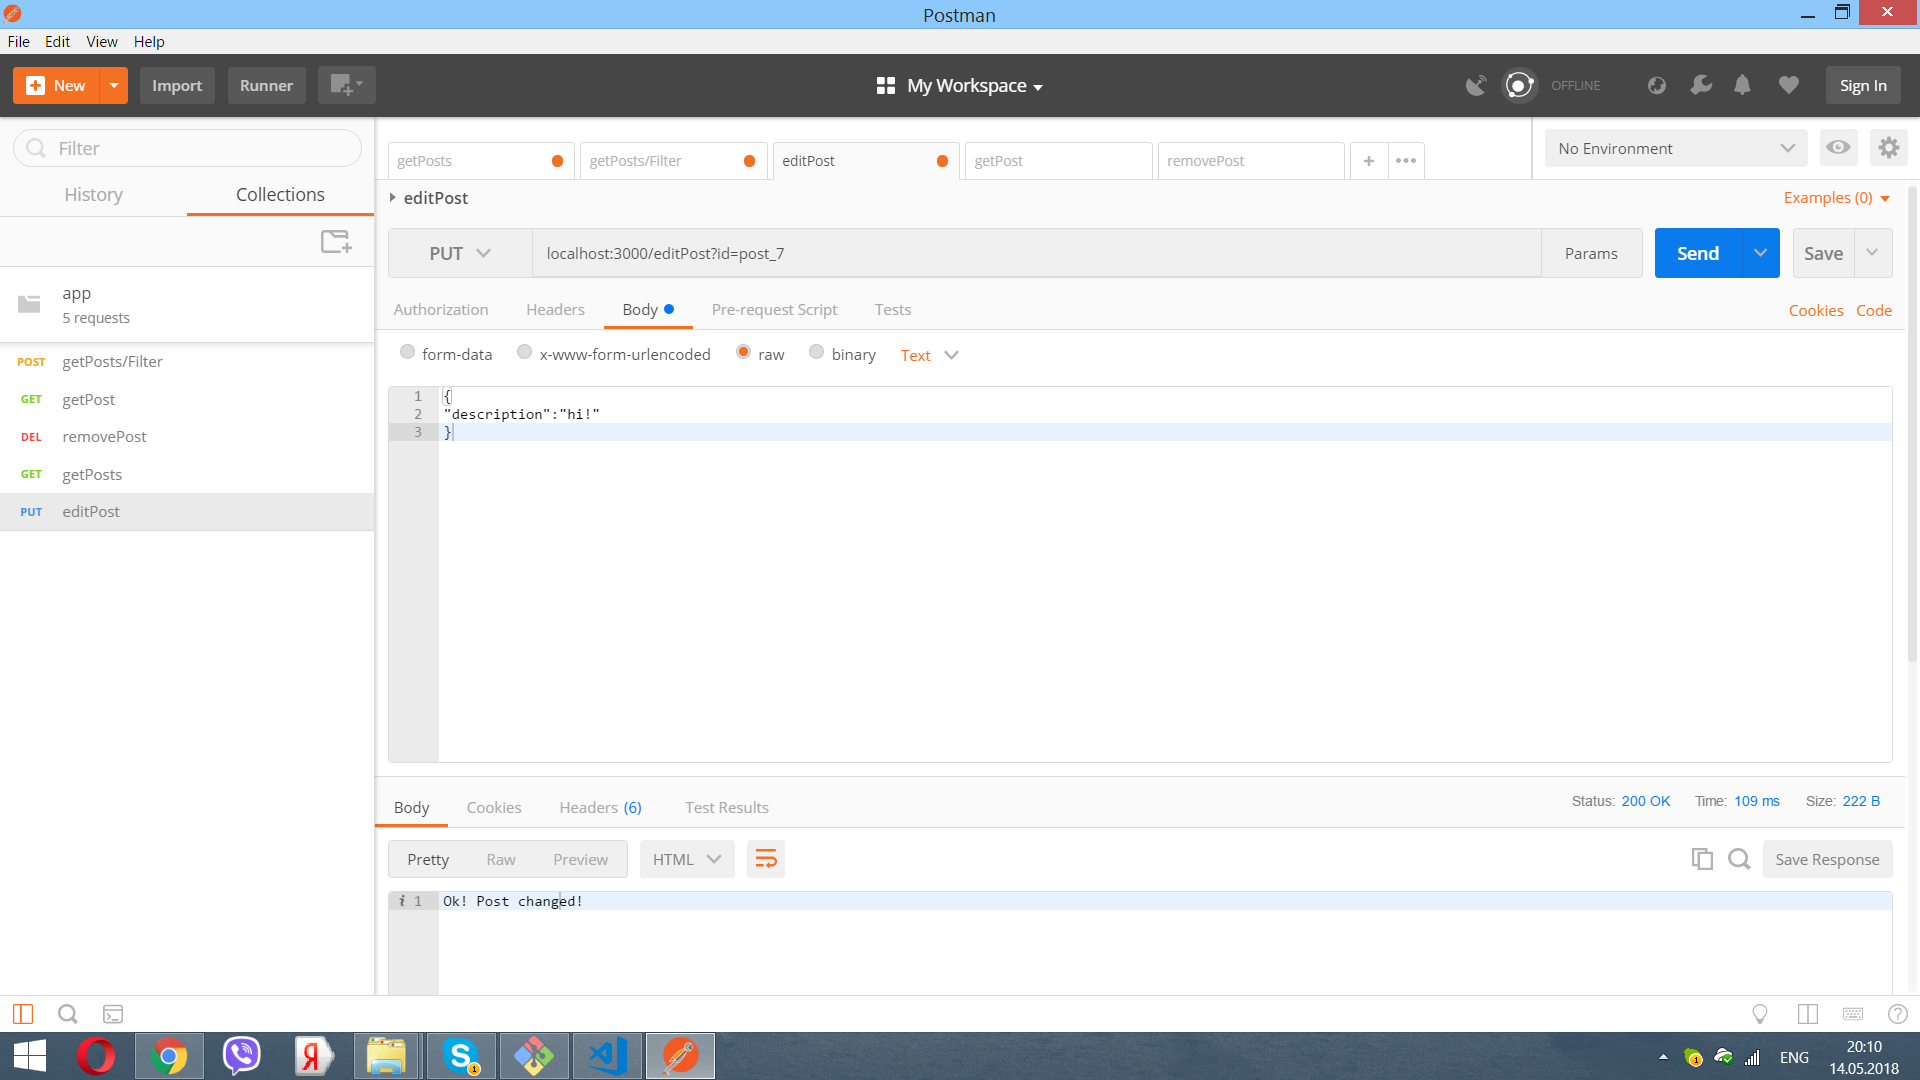 Postman
File Edit View Help
New Import Runner My Workspace OFFLINE Sign In
Filter
History Collections
app
5 requests
POST getPosts/Filter
GET getPost
DEL removePost
GET getPosts
PUT editPost
getPosts getPosts/Filter editPost getPost removePost + ••• No Environment
editPost Examples (0)
PUT localhost:3000/editPost?id=post_7 Params Send Save
Authorization Headers Body Pre-request Script Tests Cookies Code
form-data x-www-form-urlencoded raw binary Text
1 {
2 "description":"hi!"
3 }
Body Cookies Headers (6) Test Results Status: 200 OK Time: 109 ms Size: 222 B
Pretty Raw Preview HTML Save Response
i 1 Ok! Post changed!
ENG 20:10
14.05.2018